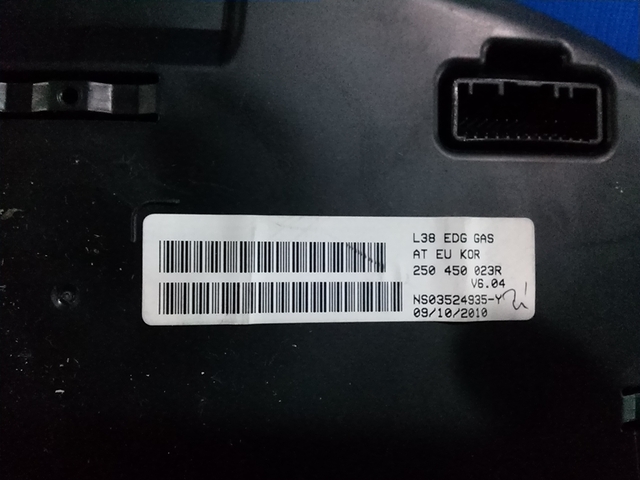 L38 EDG GAS
AT EU KOR
250 450 023R
V6.04
NS03524935-Y
09/10/2010